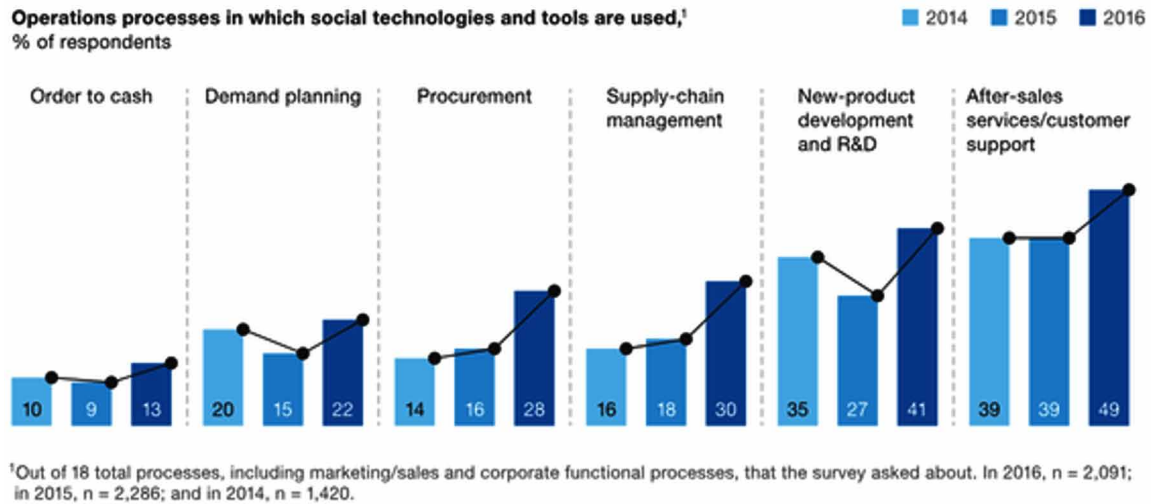 Operations processes in which social technologies and tools are used,¹
% of respondents
2014 2015 2016
Order to cash
Demand planning
Procurement
Supply-chain
management
New-product
development
and R&D
After-sales
services/customer
support
10 9 13
20 15 22
14 16 28
16 18 30
35 27 41
39 39 49
¹Out of 18 total processes, including marketing/sales and corporate functional processes, that the survey asked about. In 2016, n = 2,091;
in 2015, n = 2,286; and in 2014, n = 1,420.